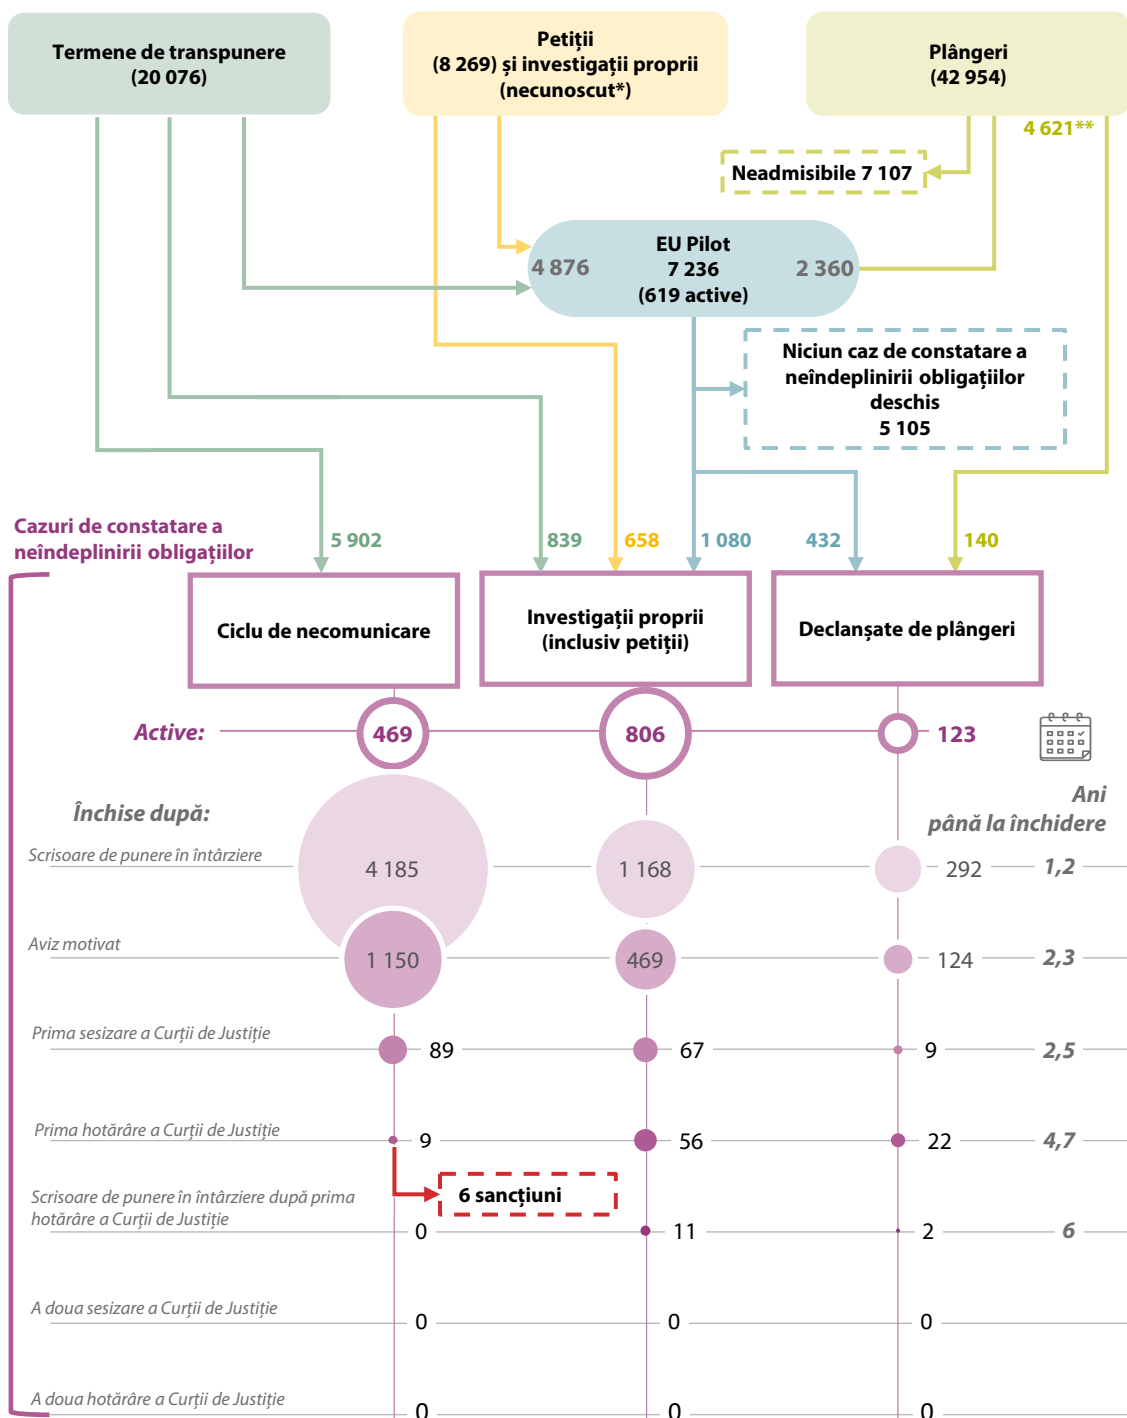 Termene de transpunere
(20 076)
Petiții
(8 269) și investigații proprii
(necunoscut*)
Plângeri
(42 954)
4 621**
Neadmisibile 7 107
EU Pilot
4 876
7 236
2 360
(619 active)
Niciun caz de constatare a
neîndeplinirii obligațiilor
deschis
5 105
Cazuri de constatare a
neîndeplinirii obligațiilor
5 902
839
658
1 080
432
140
Ciclu de necomunicare
Investigații proprii
(inclusiv petiții)
Declanșate de plângeri
Active:
469
806
123
Închise după:
Ani
până la închidere
Scrisoare de punere în întârziere
4 185
1 168
292
1,2
Aviz motivat
1 150
469
124
2,3
Prima sesizare a Curții de Justiție
89
67
9
2,5
Prima hotărâre a Curții de Justiție
9
56
22
4,7
6 sancțiuni
Scrisoare de punere în întârziere după prima
hotărâre a Curții de Justiție
0
11
2
6
A doua sesizare a Curții de Justiție
0
0
0
A doua hotărâre a Curții de Justiție
0
0
0